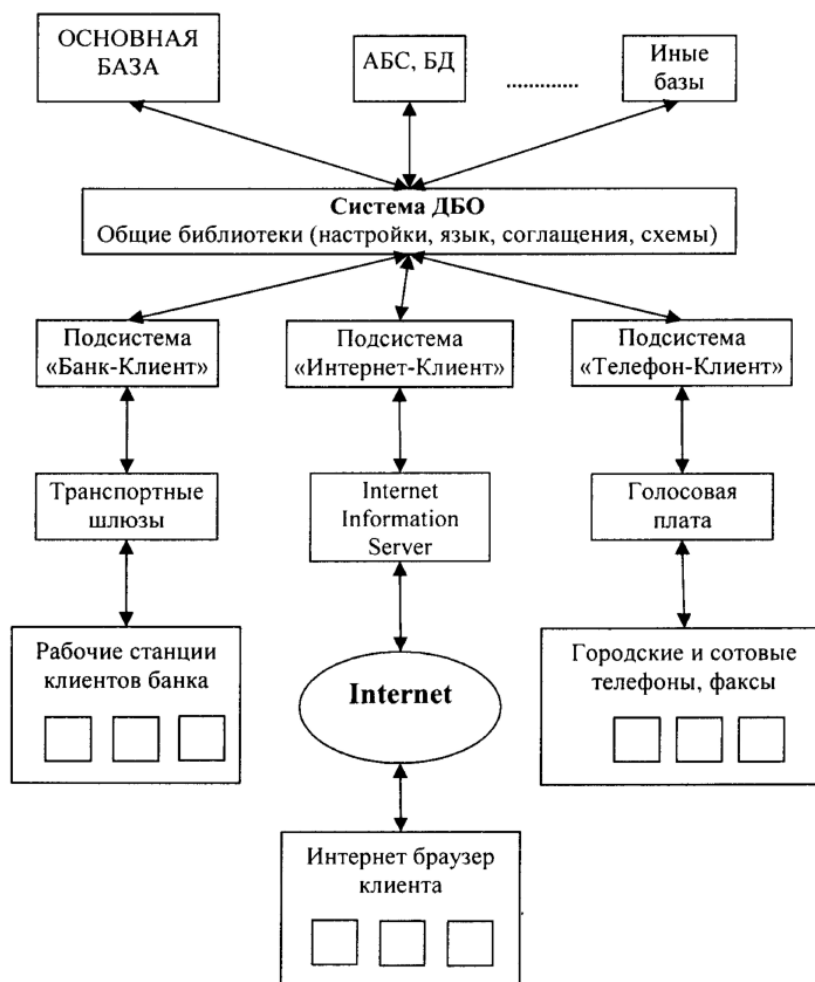 ОСНОВНАЯ
БАЗА
АБС, БД
.............
Иные
базы
Система ДБО
Общие библиотеки (настройки, язык, соглащения, схемы)
Подсистема
«Банк-Клиент»
Подсистема
«Интернет-Клиент»
Подсистема
«Телефон-Клиент»
Транспортные
шлюзы
Internet
Information
Server
Голосовая
плата
Рабочие станции
клиентов банка
Internet
Городские и сотовые
телефоны, факсы
Интернет браузер
клиента